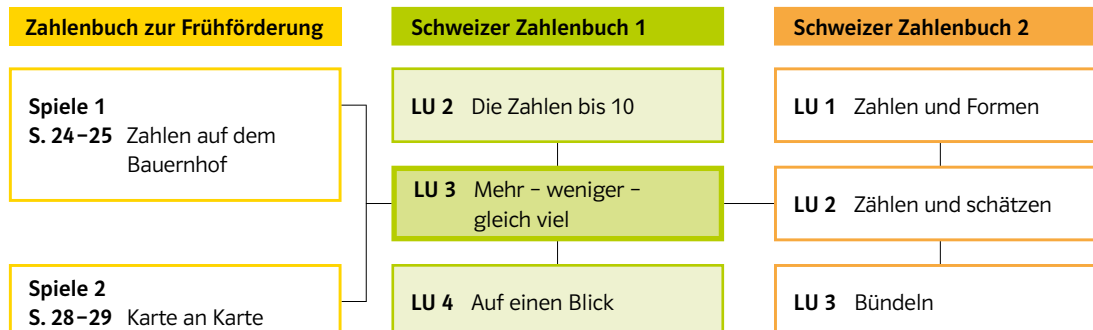 Zahlenbuch zur Frühförderung
Spiele 1
S. 24–25 Zahlen auf dem
Bauernhof
Spiele 2
S. 28–29 Karte an Karte
Schweizer Zahlenbuch 1
LU 2 Die Zahlen bis 10
LU 3 Mehr – weniger –
gleich viel
LU 4 Auf einen Blick
Schweizer Zahlenbuch 2
LU 1 Zahlen und Formen
LU 2 Zählen und schätzen
LU 3 Bündeln